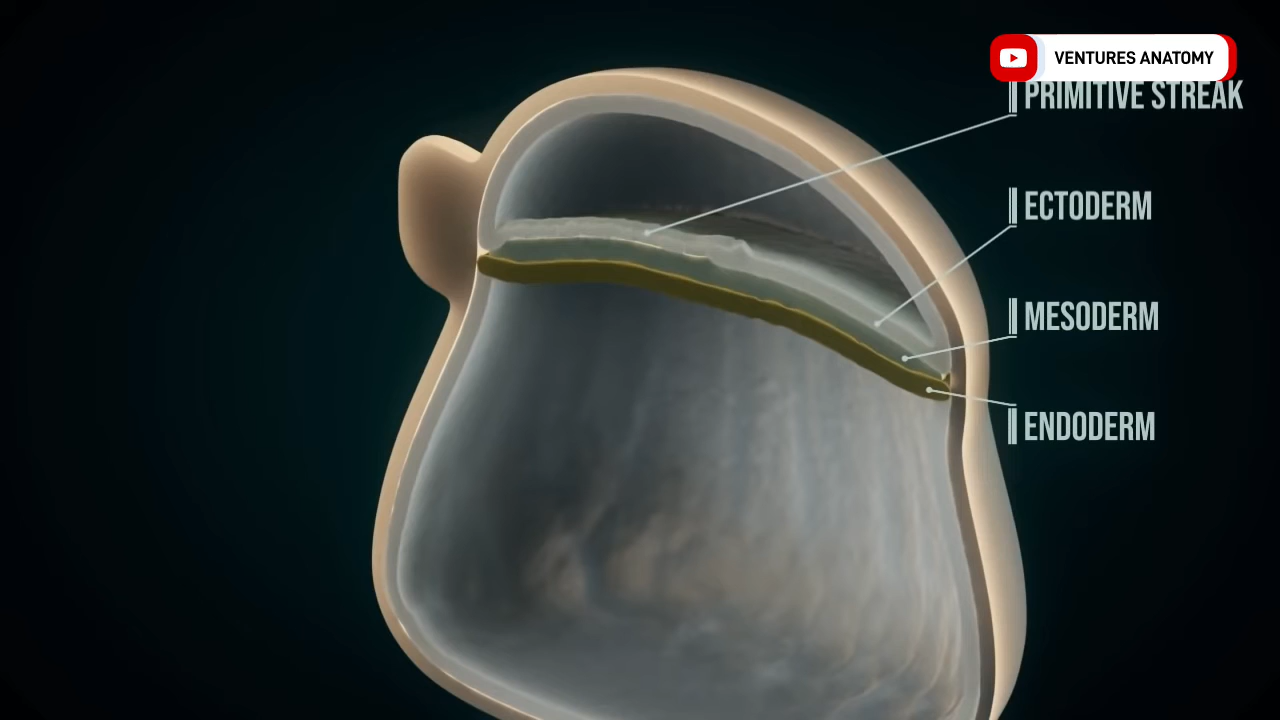 VENTURES ANATOMY
PRIMITIVE STREAK
ECTODERM
MESODERM
ENDODERM